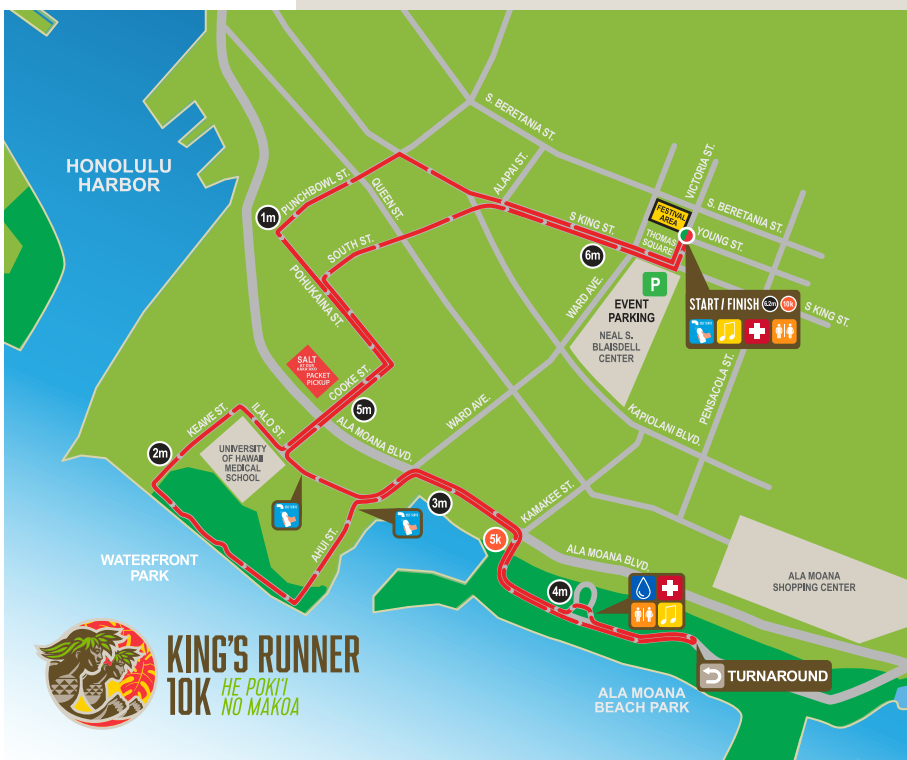 S. BERETANIA ST.
HONOLULU
HARBOR
ALAPAI ST.
VICTORIA ST.
PUNCHBOWL ST.
QUEEN ST.
S. BERETANIA ST.
FESTIVAL
AREA
1m
S KING ST.
THOMAS
SQUARE
YOUNG ST.
SOUTH ST.
6m
WARD AVE.
P
POHUKAINA ST.
EVENT
PARKING
START / FINISH 6.2m 10k
S KING ST.
NEAL S.
BLAISDELL
CENTER
SALT
PACKET
PICKUP
COOKE ST.
PENSACOLA ST.
5m
WARD AVE.
KAPIOLANI BLVD.
KEAWE ST.
ILALO ST.
ALA MOANA BLVD.
2m
UNIVERSITY
OF HAWAII
MEDICAL
SCHOOL
3m
KAMAKEE ST.
AHUI ST.
5k
WATERFRONT
PARK
ALA MOANA BLVD.
4m
ALA MOANA
SHOPPING CENTER
KING'S RUNNER
10K HE POKI'I
NO MAKOA
TURNAROUND
ALA MOANA
BEACH PARK